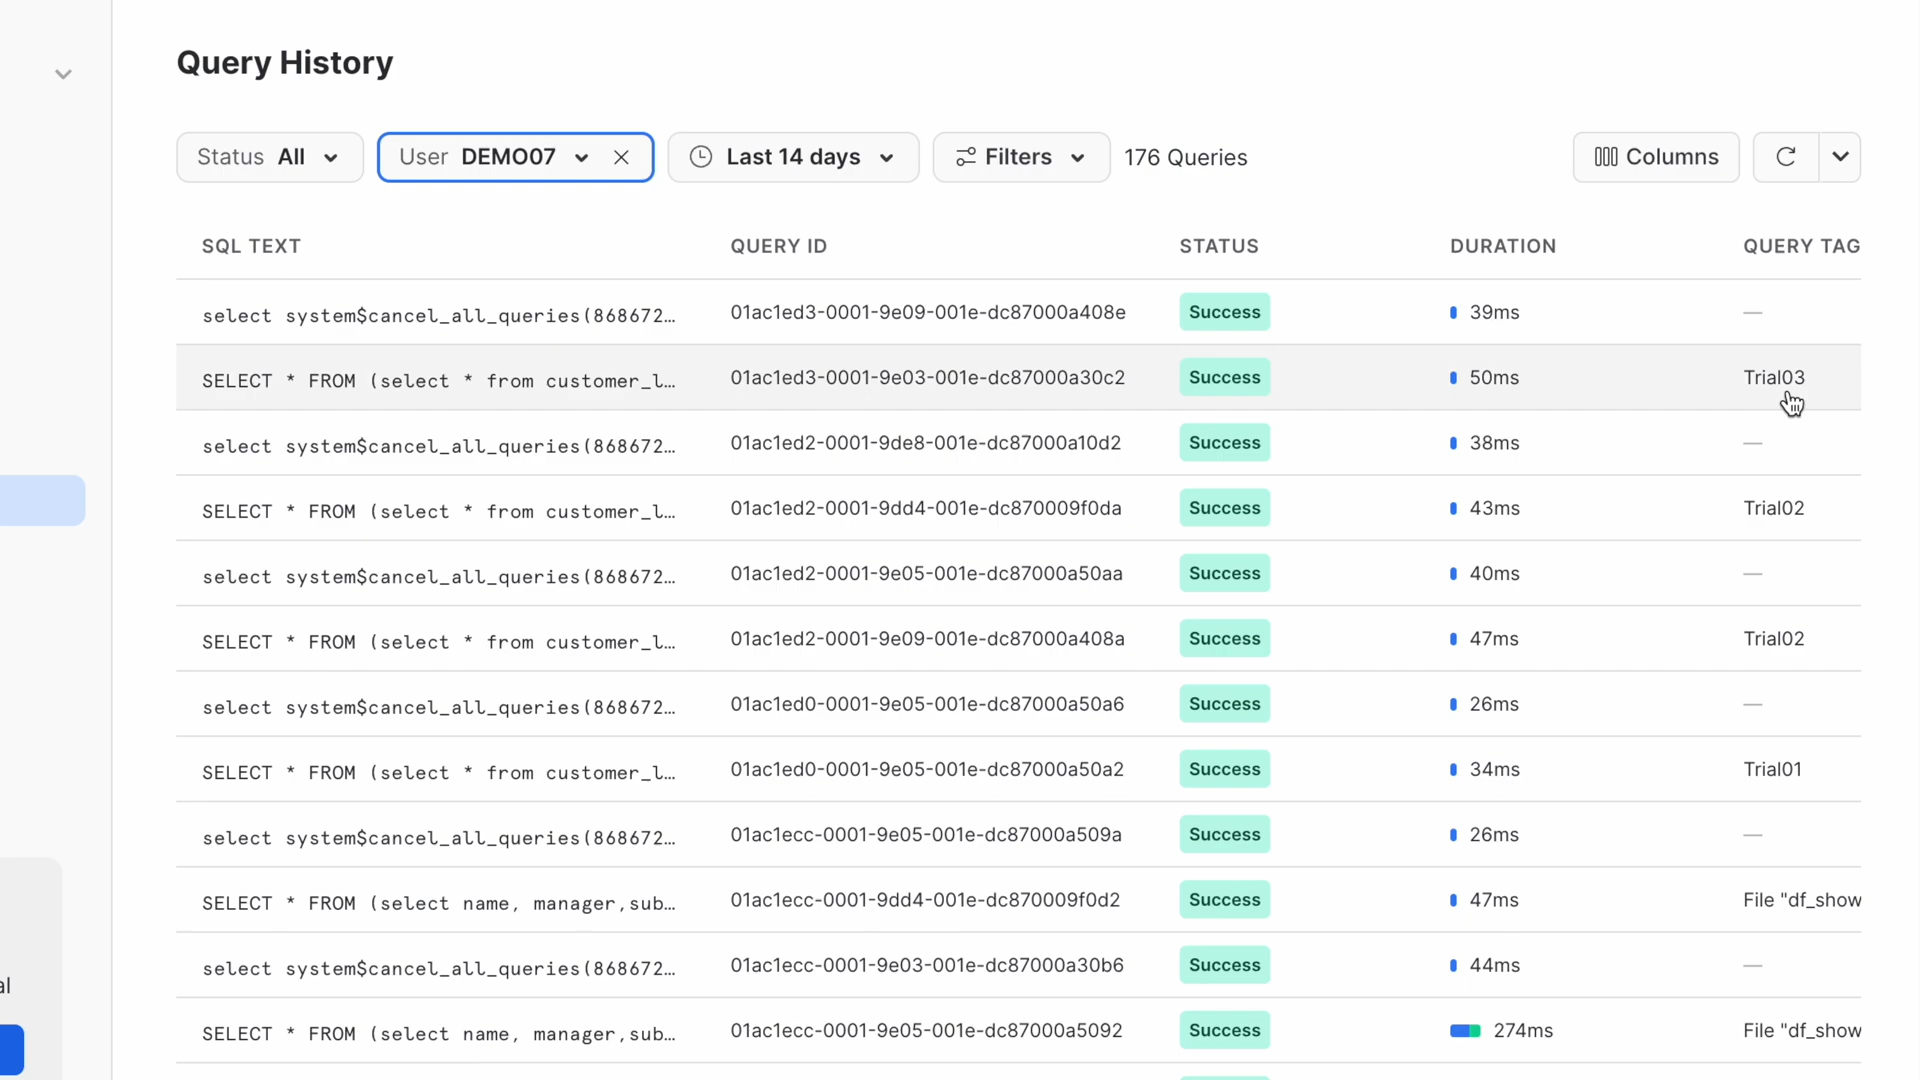 Query History
Status All
User DEMO07
Last 14 days
Filters
176 Queries
Columns
SQL TEXT QUERY ID STATUS DURATION QUERY TAG
select system$cancel_all_queries(868672… 01ac1ed3-0001-9e09-001e-dc87000a408e Success 39ms —
SELECT * FROM (select * from customer_l… 01ac1ed3-0001-9e03-001e-dc87000a30c2 Success 50ms Trial03
select system$cancel_all_queries(868672… 01ac1ed2-0001-9de8-001e-dc87000a10d2 Success 38ms —
SELECT * FROM (select * from customer_l… 01ac1ed2-0001-9dd4-001e-dc870009f0da Success 43ms Trial02
select system$cancel_all_queries(868672… 01ac1ed2-0001-9e05-001e-dc87000a50aa Success 40ms —
SELECT * FROM (select * from customer_l… 01ac1ed2-0001-9e09-001e-dc87000a408a Success 47ms Trial02
select system$cancel_all_queries(868672… 01ac1ed0-0001-9e05-001e-dc87000a50a6 Success 26ms —
SELECT * FROM (select * from customer_l… 01ac1ed0-0001-9e05-001e-dc87000a50a2 Success 34ms Trial01
select system$cancel_all_queries(868672… 01ac1ecc-0001-9e05-001e-dc87000a509a Success 26ms —
SELECT * FROM (select name, manager,sub… 01ac1ecc-0001-9dd4-001e-dc870009f0d2 Success 47ms File "df_show
select system$cancel_all_queries(868672… 01ac1ecc-0001-9e03-001e-dc87000a30b6 Success 44ms —
al
SELECT * FROM (select name, manager,sub… 01ac1ecc-0001-9e05-001e-dc87000a5092 Success 274ms File "df_show